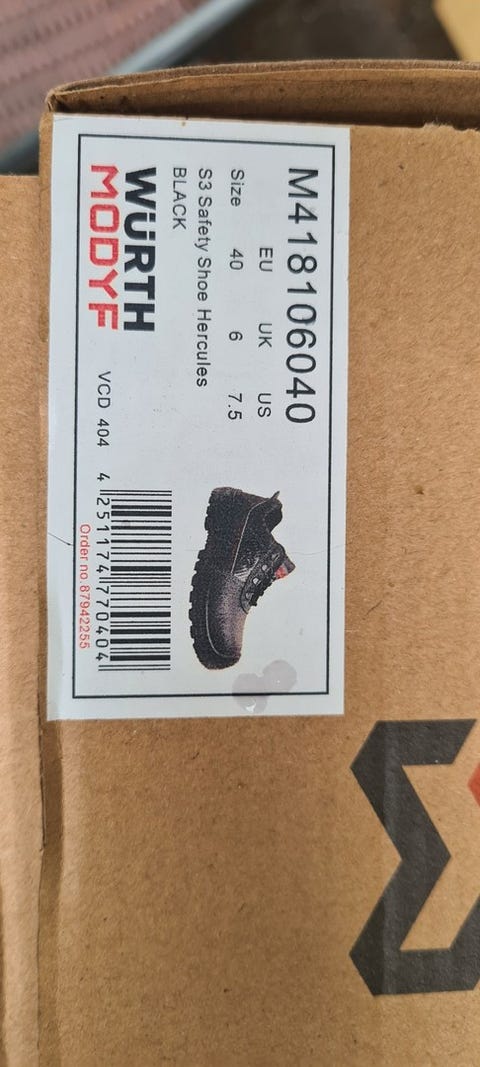 M418106040
EU UK US
Size 40 6 7.5
S3 Safety Shoe Hercules
BLACK
WÜRTH
MODYF
VCD 404
4 251174 770404
Order no.87942255